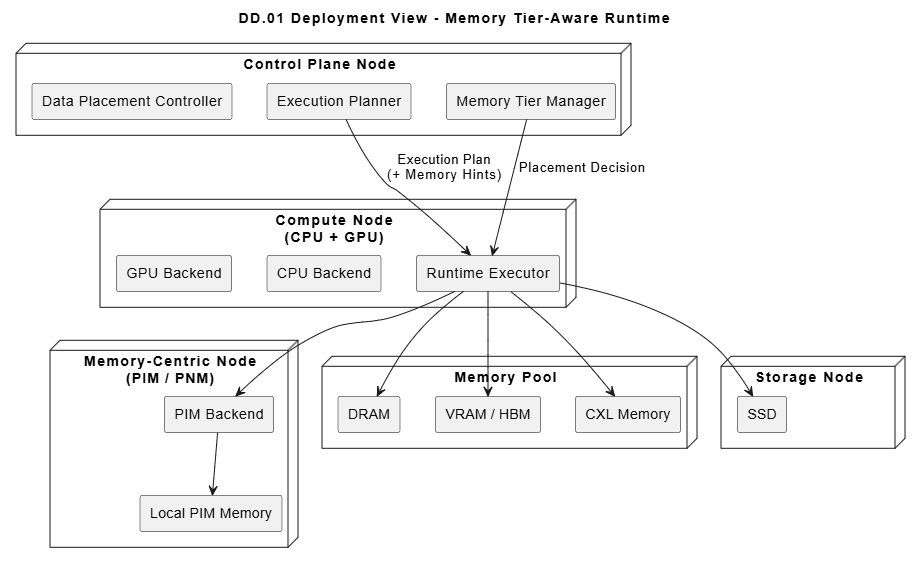 DD.01 Deployment View - Memory Tier-Aware Runtime
Control Plane Node
Data Placement Controller
Execution Planner
Memory Tier Manager
Execution Plan
(+ Memory Hints)
Placement Decision
Compute Node
(CPU + GPU)
GPU Backend
CPU Backend
Runtime Executor
Memory-Centric Node
(PIM / PNM)
PIM Backend
Local PIM Memory
Memory Pool
DRAM
VRAM / HBM
CXL Memory
Storage Node
SSD